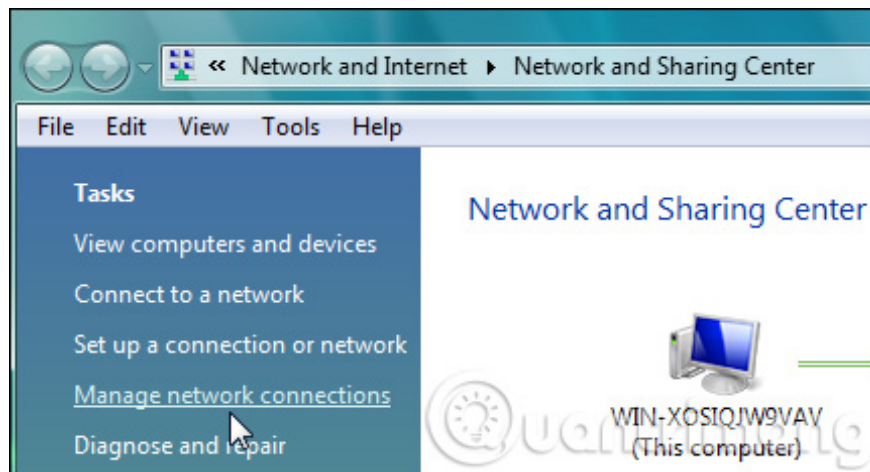 « Network and Internet ▸ Network and Sharing Center
File Edit View Tools Help
Tasks
View computers and devices
Connect to a network
Set up a connection or network
Manage network connections
Diagnose and repair
Network and Sharing Center
WIN-XOSIQJW9VAV
(This computer)
Quantrimang